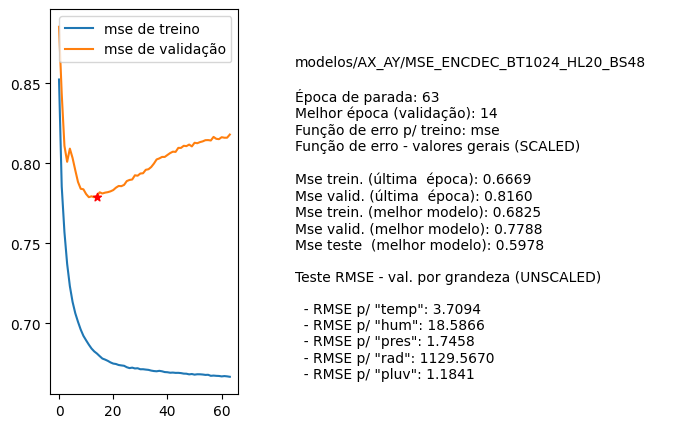 mse de treino
mse de validação
0.85
0.80
0.75
0.70
0
20
40
60
modelos/AX_AY/MSE_ENCDEC_BT1024_HL20_BS48
Época de parada: 63
Melhor época (validação): 14
Função de erro p/ treino: mse
Função de erro - valores gerais (SCALED)
Mse trein. (última  época): 0.6669
Mse valid. (última  época): 0.8160
Mse trein. (melhor modelo): 0.6825
Mse valid. (melhor modelo): 0.7788
Mse teste  (melhor modelo): 0.5978
Teste RMSE - val. por grandeza (UNSCALED)
- RMSE p/ "temp": 3.7094
- RMSE p/ "hum": 18.5866
- RMSE p/ "pres": 1.7458
- RMSE p/ "rad": 1129.5670
- RMSE p/ "pluv": 1.1841